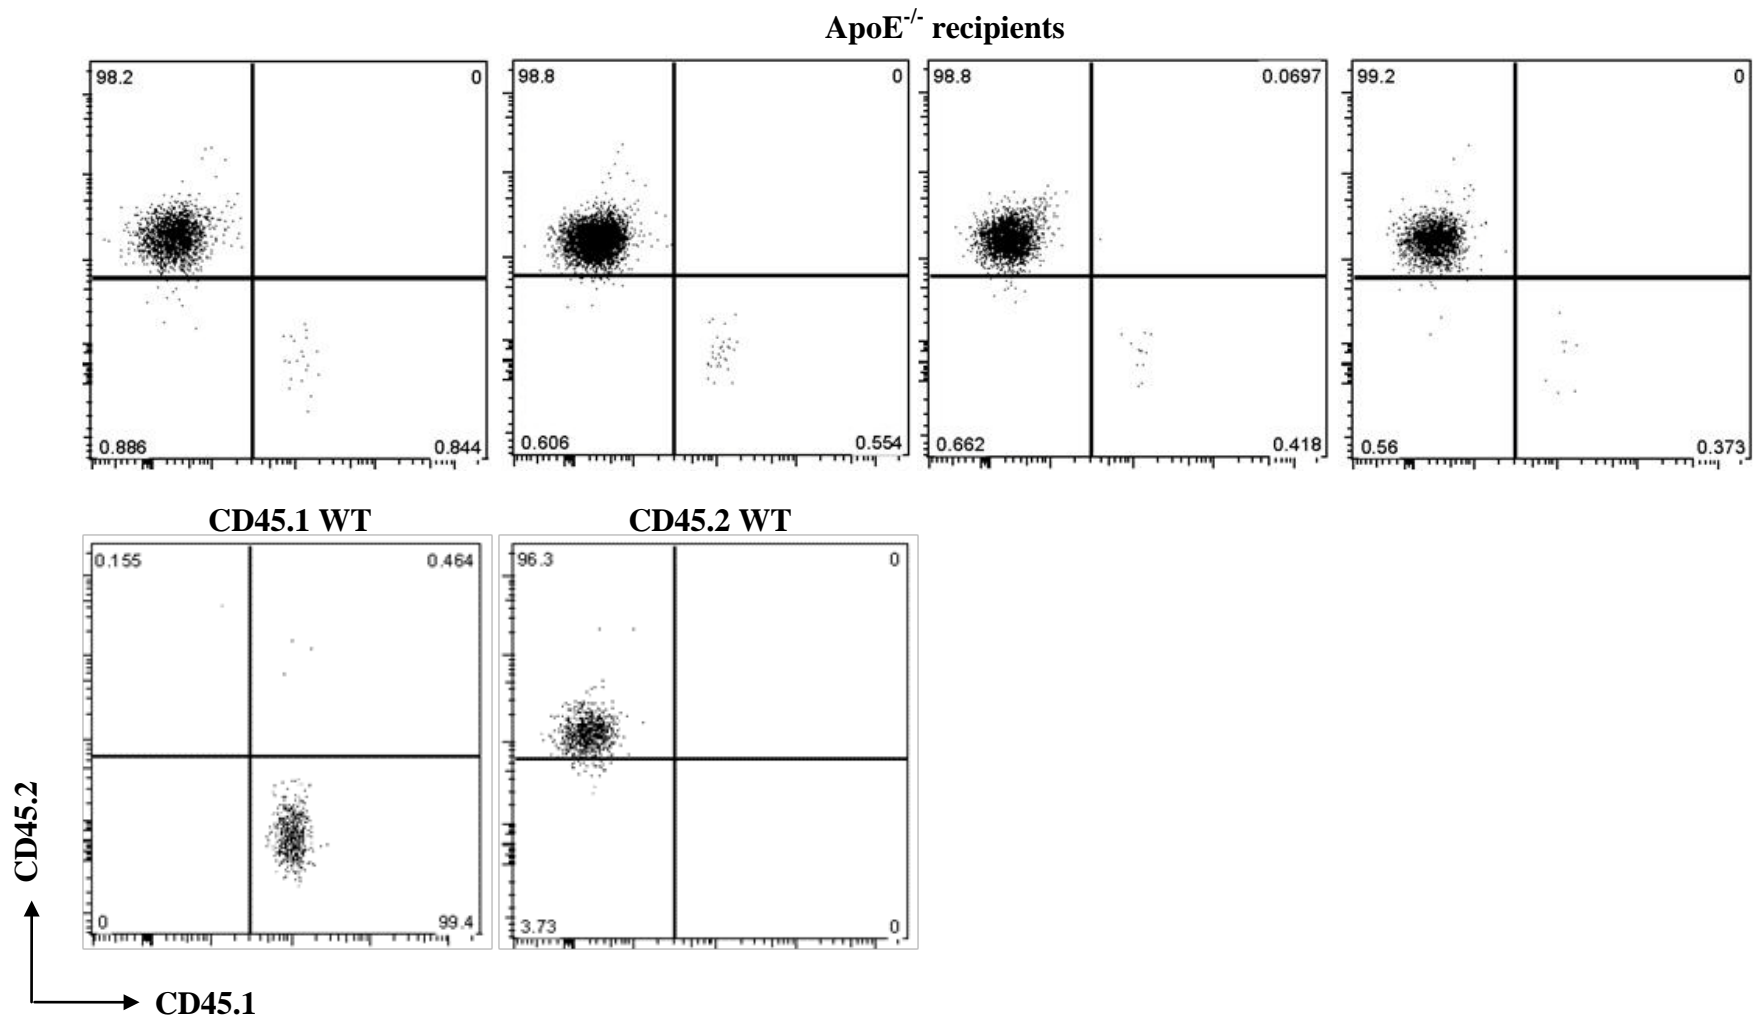 ApoE-/- recipients
98.2 0 98.8 0 98.8 0.0697 99.2 0
0.886 0.844 0.606 0.554 0.662 0.418 0.56 0.373
CD45.1 WT CD45.2 WT
0.155 0.464 96.3 0
0 99.4 3.73 0
CD45.2
CD45.1